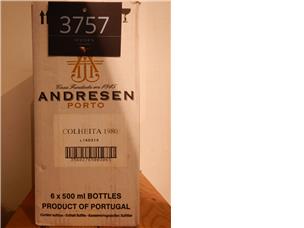 3757
Casa Fundada em 1845
ANDRESEN
PORTO
COLHEITA 1980
6 x 500 ml BOTTLES
PRODUCT OF PORTUGAL